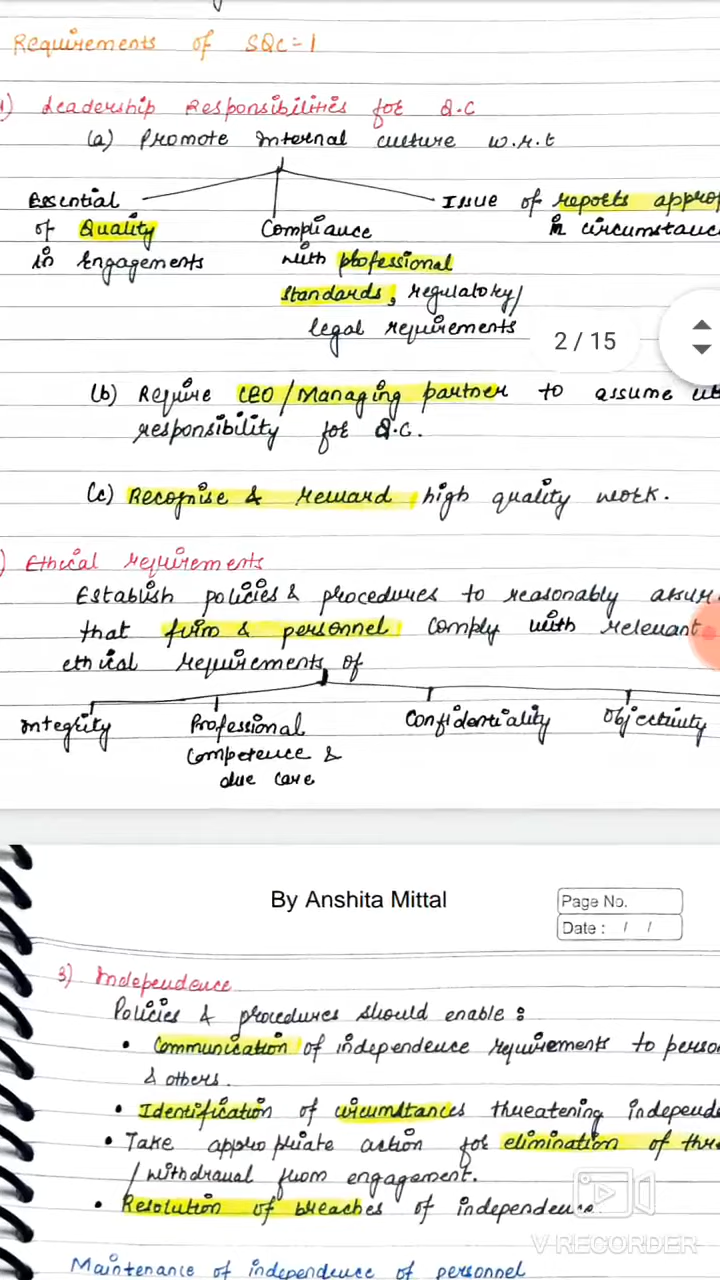 Requirements of SQC-1
1) Leadership Responsibilities for Q.C
(a) Promote Internal culture w.r.t
Essential of Quality in Engagements
Compliance with professional standards, regulatory/ legal requirements
Issue of reports in circumstanc
2 / 15
(b) Require CEO/Managing partner to assume
responsibility for Q.C.
(c) Recognise & reward high quality work.
) Ethical requirements
Establish policies & procedures to reasonably
that firm & personnel comply with relevant
ethical requirements of
Integrity
Professional Competence & due care
Confidentiality
Objectivity
By Anshita Mittal
Page No.
Date : / /
3) Independence
Policies & procedures should enable :
• Communication of independence requirements to
& others.
• Identification of circumstances threatening
• Take appropriate action for elimination of
/withdrawal from engagement.
• Resolution of breaches of independence.
Maintenance of independence of personnel
V RECORDER